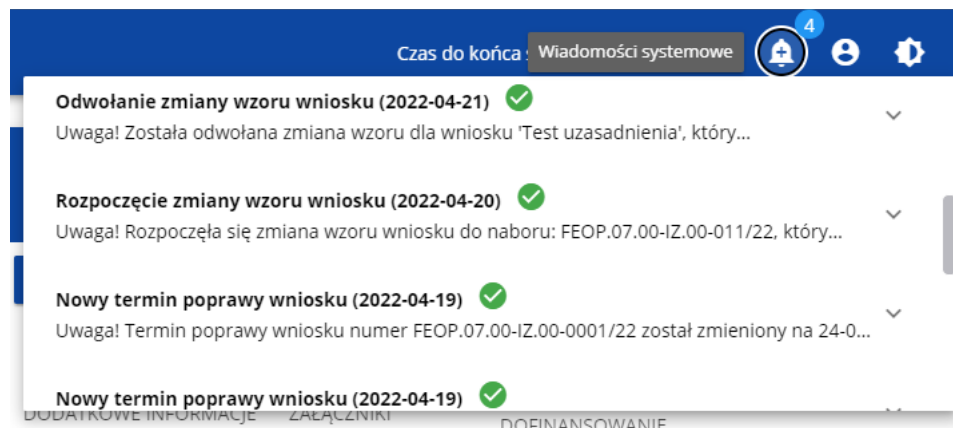 4
Czas do końca
Wiadomości systemowe
Odwołanie zmiany wzoru wniosku (2022-04-21)
Uwaga! Została odwołana zmiana wzoru dla wniosku 'Test uzasadnienia', który...
Rozpoczęcie zmiany wzoru wniosku (2022-04-20)
Uwaga! Rozpoczęła się zmiana wzoru wniosku do naboru: FEOP.07.00-IZ.00-011/22, który...
Nowy termin poprawy wniosku (2022-04-19)
Uwaga! Termin poprawy wniosku numer FEOP.07.00-IZ.00-0001/22 został zmieniony na 24-0...
Nowy termin poprawy wniosku (2022-04-19)
DODATKOWE INFORMACJE ZAŁĄCZNIKI
DOFINANSOWANIE